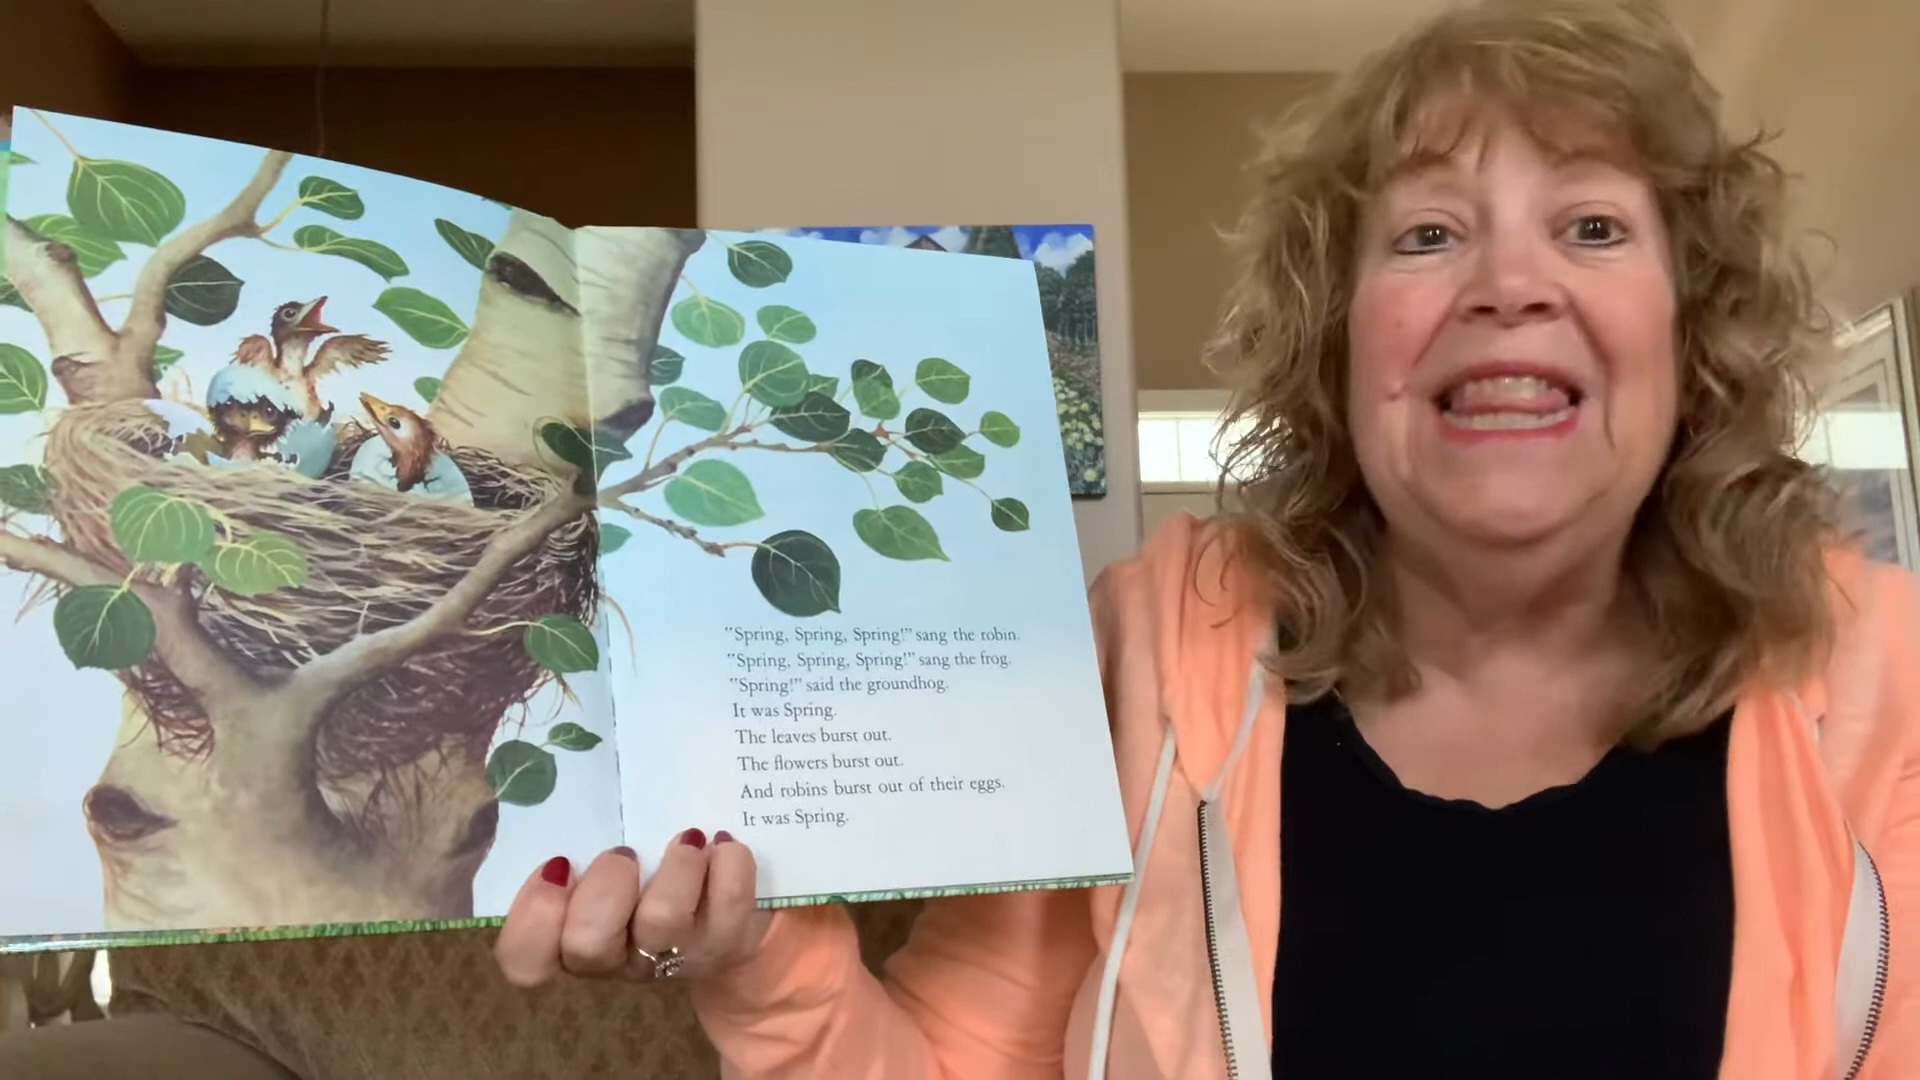 "Spring, Spring, Spring!" sang the robin.
"Spring, Spring, Spring!" sang the frog.
"Spring!" said the groundhog.
It was Spring.
The leaves burst out.
The flowers burst out.
And robins burst out of their eggs.
It was Spring.